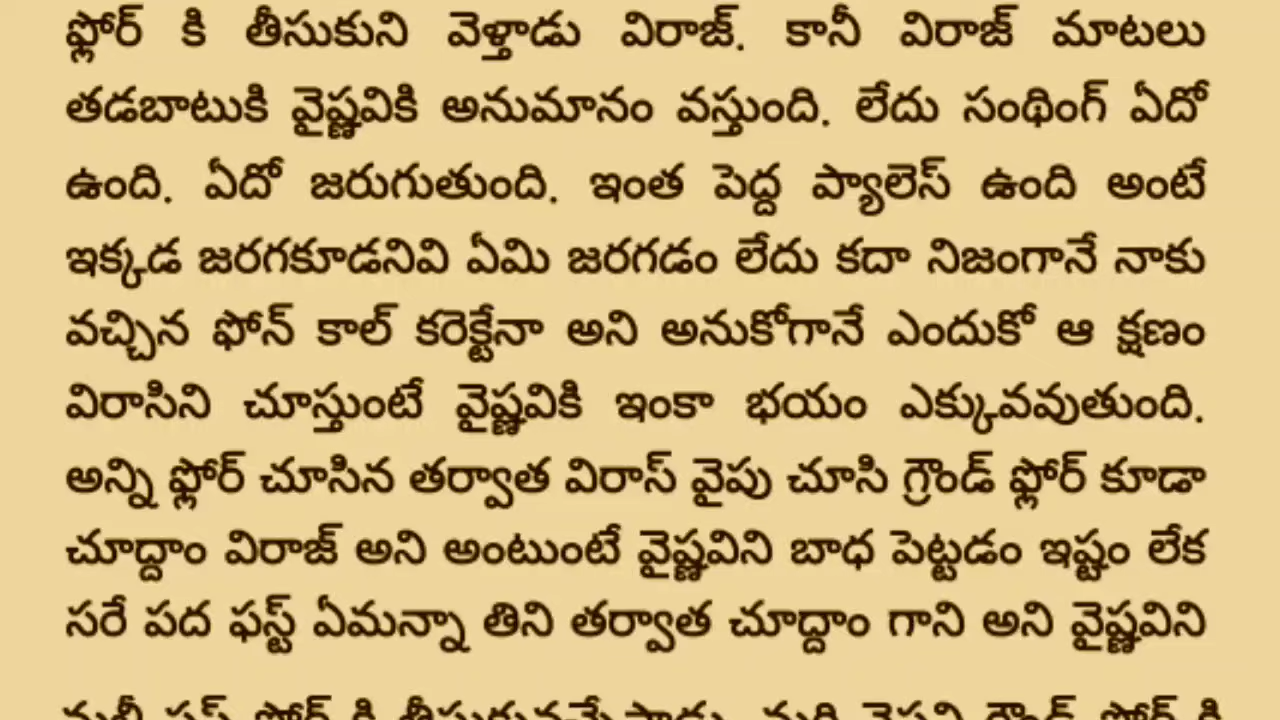 ఫ్లోర్ కి తీసుకుని వెళ్తాడు విరాజ్. కానీ విరాజ్ మాటలు
తడబాటుకి వైష్ణవికి అనుమానం వస్తుంది. లేదు సంథింగ్ ఏదో
ఉంది. ఏదో జరుగుతుంది. ఇంత పెద్ద ప్యాలెస్ ఉంది అంటే
ఇక్కడ జరగకూడనివి ఏమి జరగడం లేదు కదా నిజంగానే నాకు
వచ్చిన ఫోన్ కాల్ కరెక్టేనా అని అనుకోగానే ఎందుకో ఆ క్షణం
విరాసిని చూస్తుంటే వైష్ణవికి ఇంకా భయం ఎక్కువవుతుంది.
అన్ని ఫ్లోర్ చూసిన తర్వాత విరాస్ వైపు చూసి గ్రౌండ్ ఫ్లోర్ కూడా
చూద్దాం విరాజ్ అని అంటుంటే వైష్ణవిని బాధ పెట్టడం ఇష్టం లేక
సరే పద ఫస్ట్ ఏమన్నా తిని తర్వాత చూద్దాం గాని అని వైష్ణవిని